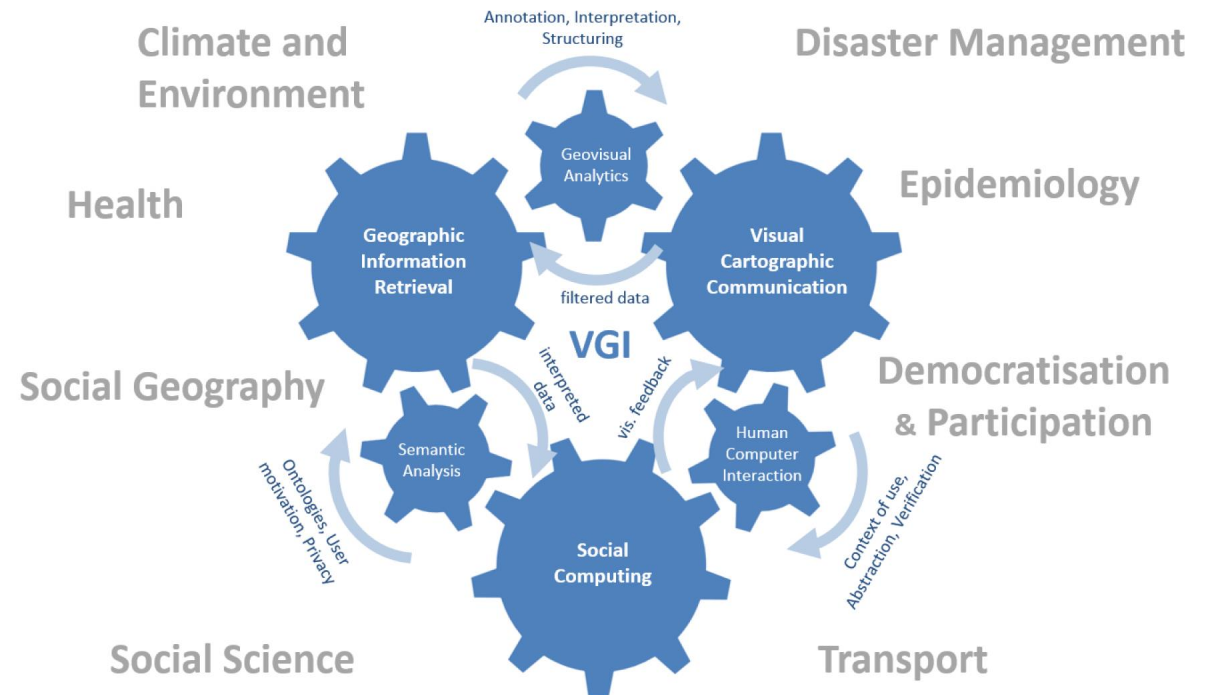 Annotation, Interpretation,
Structuring
Climate and
Environment
Disaster Management
Geovisual
Analytics
Health
Epidemiology
Geographic
Information
Retrieval
Visual
Cartographic
Communication
filtered data
VGI
interpreted
data
vis. feedback
Social Geography
Democratisation
& Participation
Semantic
Analysis
Human
Computer
Interaction
Ontologies, User
motivation, Privacy
Context of use,
Abstraction, Verification
Social
Computing
Social Science
Transport